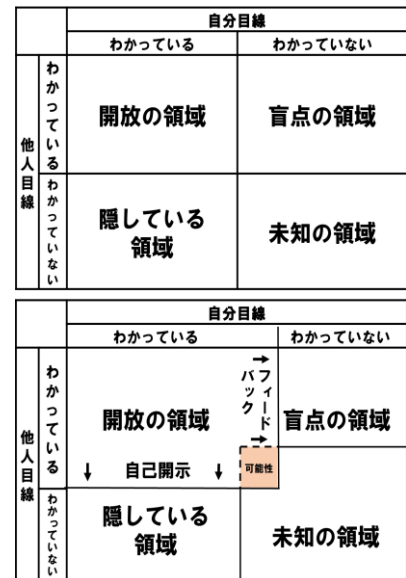 自分目線
わかっている
わかっていない
他人目線
わかっている
開放の領域
盲点の領域
わかっていない
隠している
領域
未知の領域
自分目線
わかっている
わかっていない
他人目線
わかっている
開放の領域
フィード
バック
盲点の領域
自己開示
可能性
わかっていない
隠している
領域
未知の領域